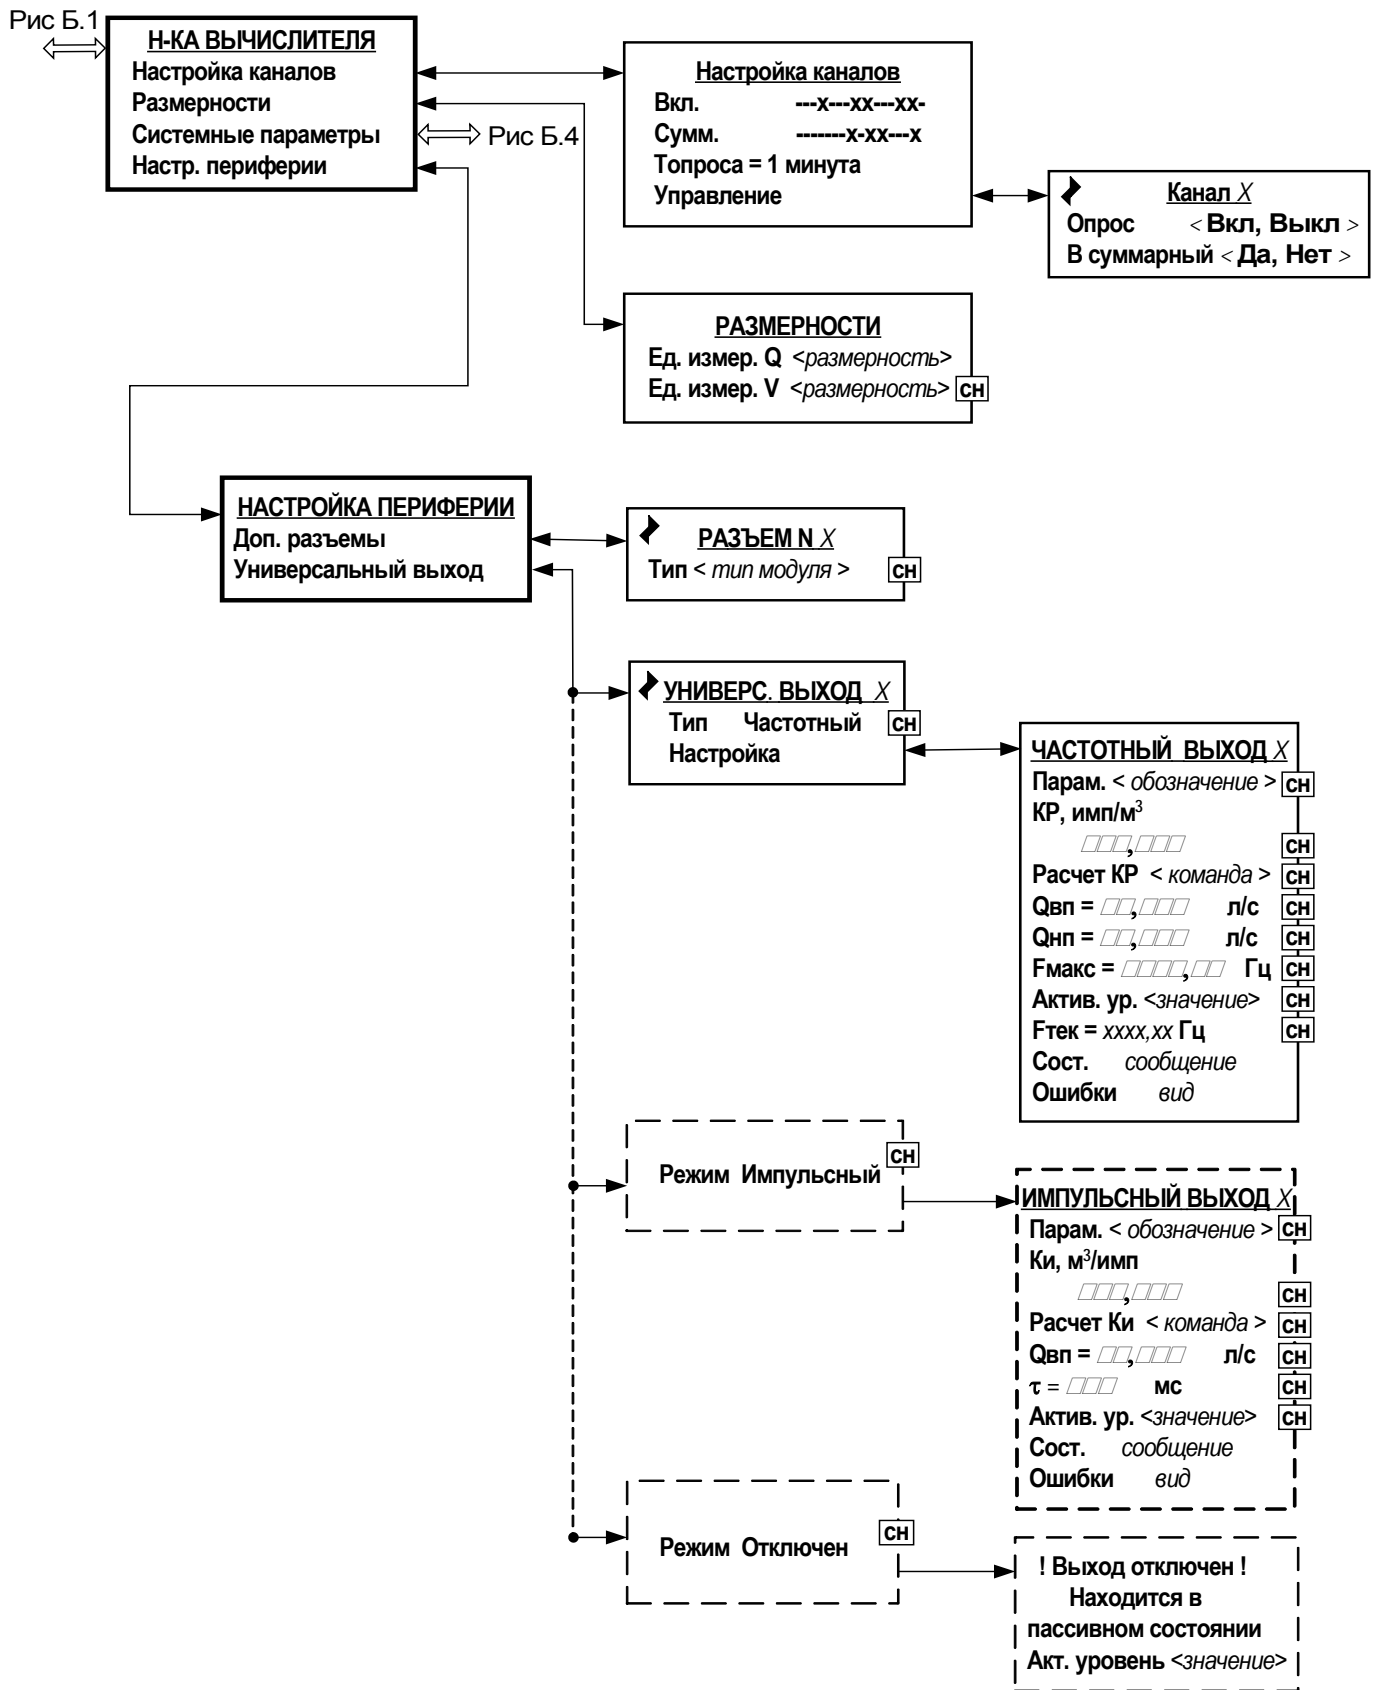 Рис Б.1
Н-КА ВЫЧИСЛИТЕЛЯ
Настройка каналов
Размерности
Системные параметры
Настр. периферии
Рис Б.4
Настройка каналов
Вкл. ---x---xx---xx-
Сумм. -------x-xx---x
Топроса = 1 минута
Управление
Канал X
Опрос < Вкл, Выкл >
В суммарный < Да, Нет >
РАЗМЕРНОСТИ
Ед. измер. Q <размерность>
Ед. измер. V <размерность> СН
НАСТРОЙКА ПЕРИФЕРИИ
Доп. разъемы
Универсальный выход
РАЗЪЕМ N X
Тип < тип модуля > СН
УНИВЕРС. ВЫХОД X
Тип Частотный СН
Настройка
ЧАСТОТНЫЙ ВЫХОД X
Парам. < обозначение > СН
КР, имп/м³
□□□,□□□ СН
Расчет КР < команда > СН
Qвп = □□,□□□ л/с СН
Qнп = □□,□□□ л/с СН
Fмакс = □□□□,□□ Гц СН
Актив. ур. <значение> СН
Fтек = xxxx,xx Гц СН
Сост. сообщение
Ошибки вид
Режим Импульсный СН
ИМПУЛЬСНЫЙ ВЫХОД X
Парам. < обозначение > СН
Ки, м³/имп
□□□,□□□ СН
Расчет Ки < команда > СН
Qвп = □□,□□□ л/с СН
τ = □□□ мс СН
Актив. ур. <значение> СН
Сост. сообщение
Ошибки вид
Режим Отключен СН
! Выход отключен !
Находится в
пассивном состоянии
Акт. уровень <значение>